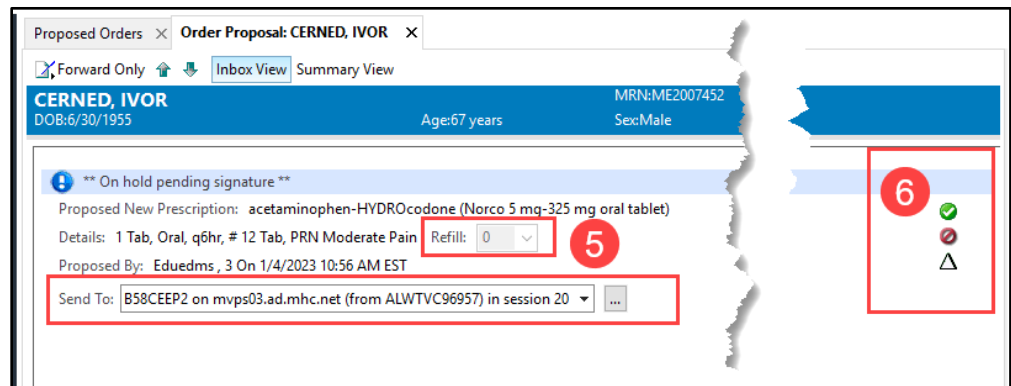 Proposed Orders × Order Proposal: CERNED, IVOR ×
Forward Only Inbox View Summary View
CERNED, IVOR MRN:ME2007452
DOB:6/30/1955 Age:67 years Sex:Male
** On hold pending signature **
Proposed New Prescription: acetaminophen-HYDROcodone (Norco 5 mg-325 mg oral tablet)
Details: 1 Tab, Oral, q6hr, # 12 Tab, PRN Moderate Pain Refill: 0
Proposed By: Eduedms , 3 On 1/4/2023 10:56 AM EST
Send To: B58CEEP2 on mvps03.ad.mhc.net (from ALWTVC96957) in session 20 ...
5
6